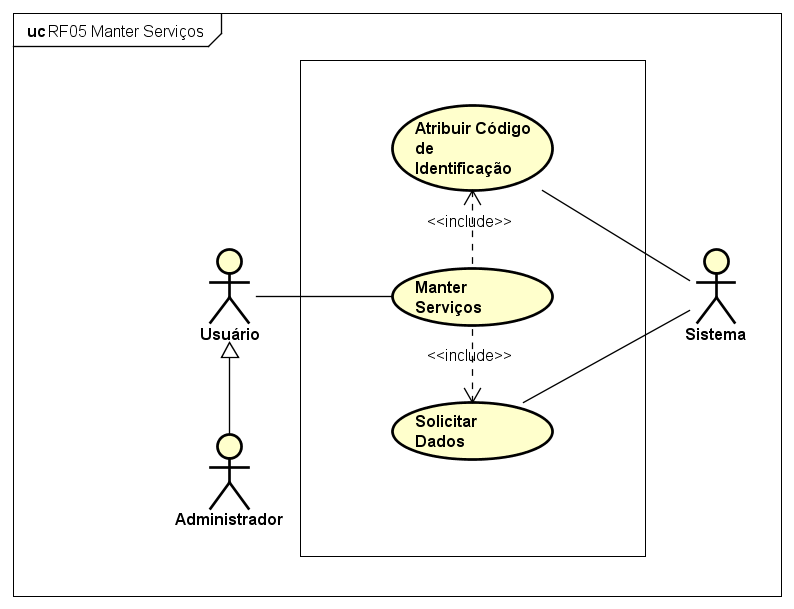 uc RF05 Manter Serviços
Atribuir Código
de
Identificação
<<include>>
Manter
Serviços
Usuário
Sistema
<<include>>
Solicitar
Dados
Administrador